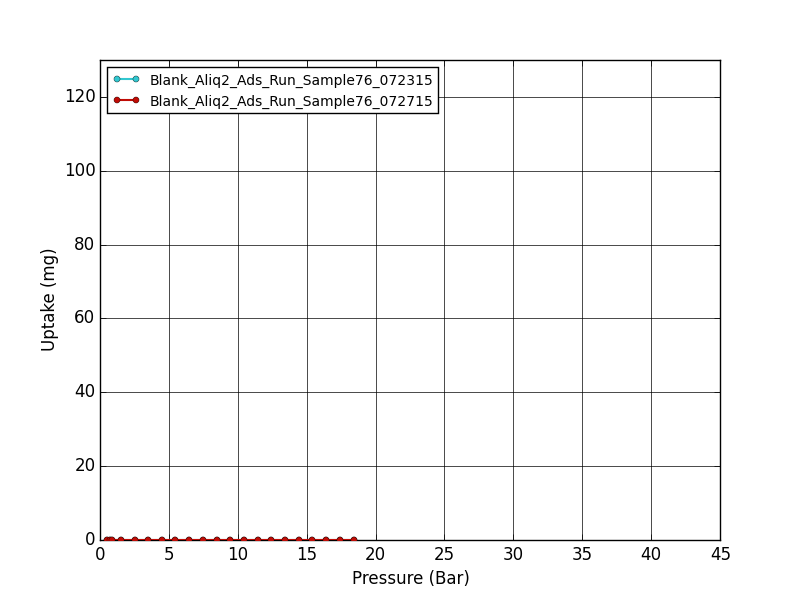 Blank_Aliq2_Ads_Run_Sample76_072315
Blank_Aliq2_Ads_Run_Sample76_072715
120
100
80
60
40
20
0
Uptake (mg)
0 5 10 15 20 25 30 35 40 45
Pressure (Bar)